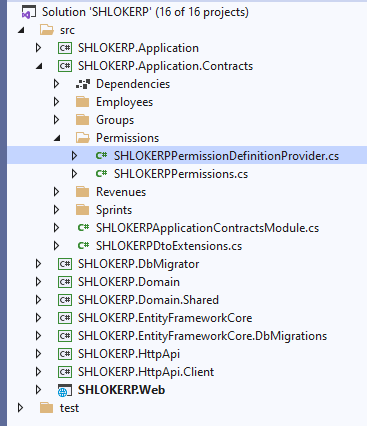 Solution 'SHLOKERP' (16 of 16 projects)
src
C# SHLOKERP.Application
C# SHLOKERP.Application.Contracts
Dependencies
Employees
Groups
Permissions
C# SHLOKERPPermissionDefinitionProvider.cs
C# SHLOKERPPermissions.cs
Revenues
Sprints
C# SHLOKERPApplicationContractsModule.cs
C# SHLOKERPDtoExtensions.cs
C# SHLOKERP.DbMigrator
C# SHLOKERP.Domain
C# SHLOKERP.Domain.Shared
C# SHLOKERP.EntityFrameworkCore
C# SHLOKERP.EntityFrameworkCore.DbMigrations
C# SHLOKERP.HttpApi
C# SHLOKERP.HttpApi.Client
SHLOKERP.Web
test